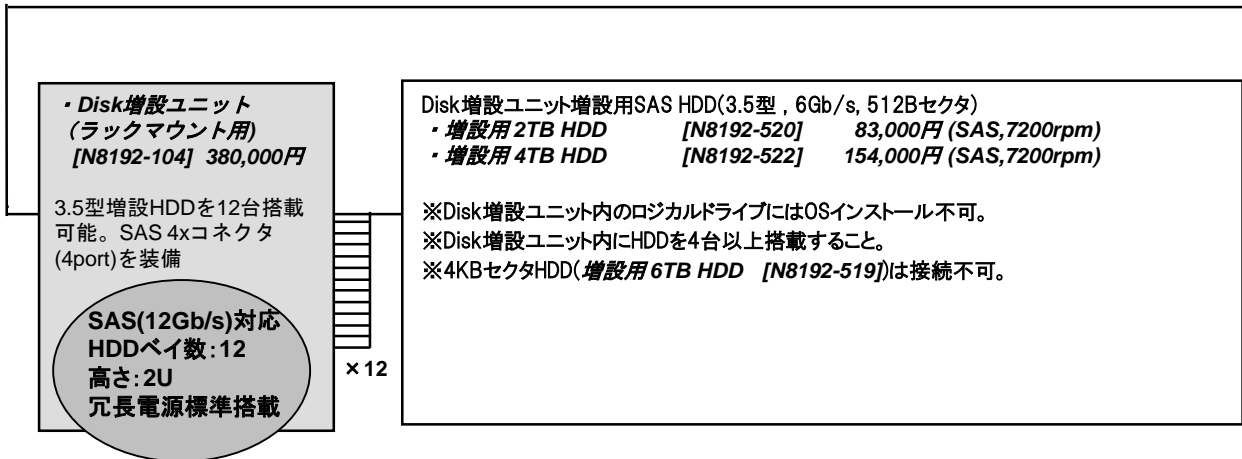 ・Disk増設ユニット
(ラックマウント用)
[N8192-104] 380,000円
3.5型増設HDDを12台搭載
可能。SAS 4xコネクタ
(4port)を装備
SAS(12Gb/s)対応
HDDベイ数：12
高さ：2U
冗長電源標準搭載
×12
Disk増設ユニット増設用SAS HDD(3.5型 , 6Gb/s, 512Bセクタ)
・増設用 2TB HDD [N8192-520] 83,000円 (SAS,7200rpm)
・増設用 4TB HDD [N8192-522] 154,000円 (SAS,7200rpm)
※Disk増設ユニット内のロジカルドライブにはOSインストール不可。
※Disk増設ユニット内にHDDを4台以上搭載すること。
※4KBセクタHDD(増設用 6TB HDD [N8192-519])は接続不可。